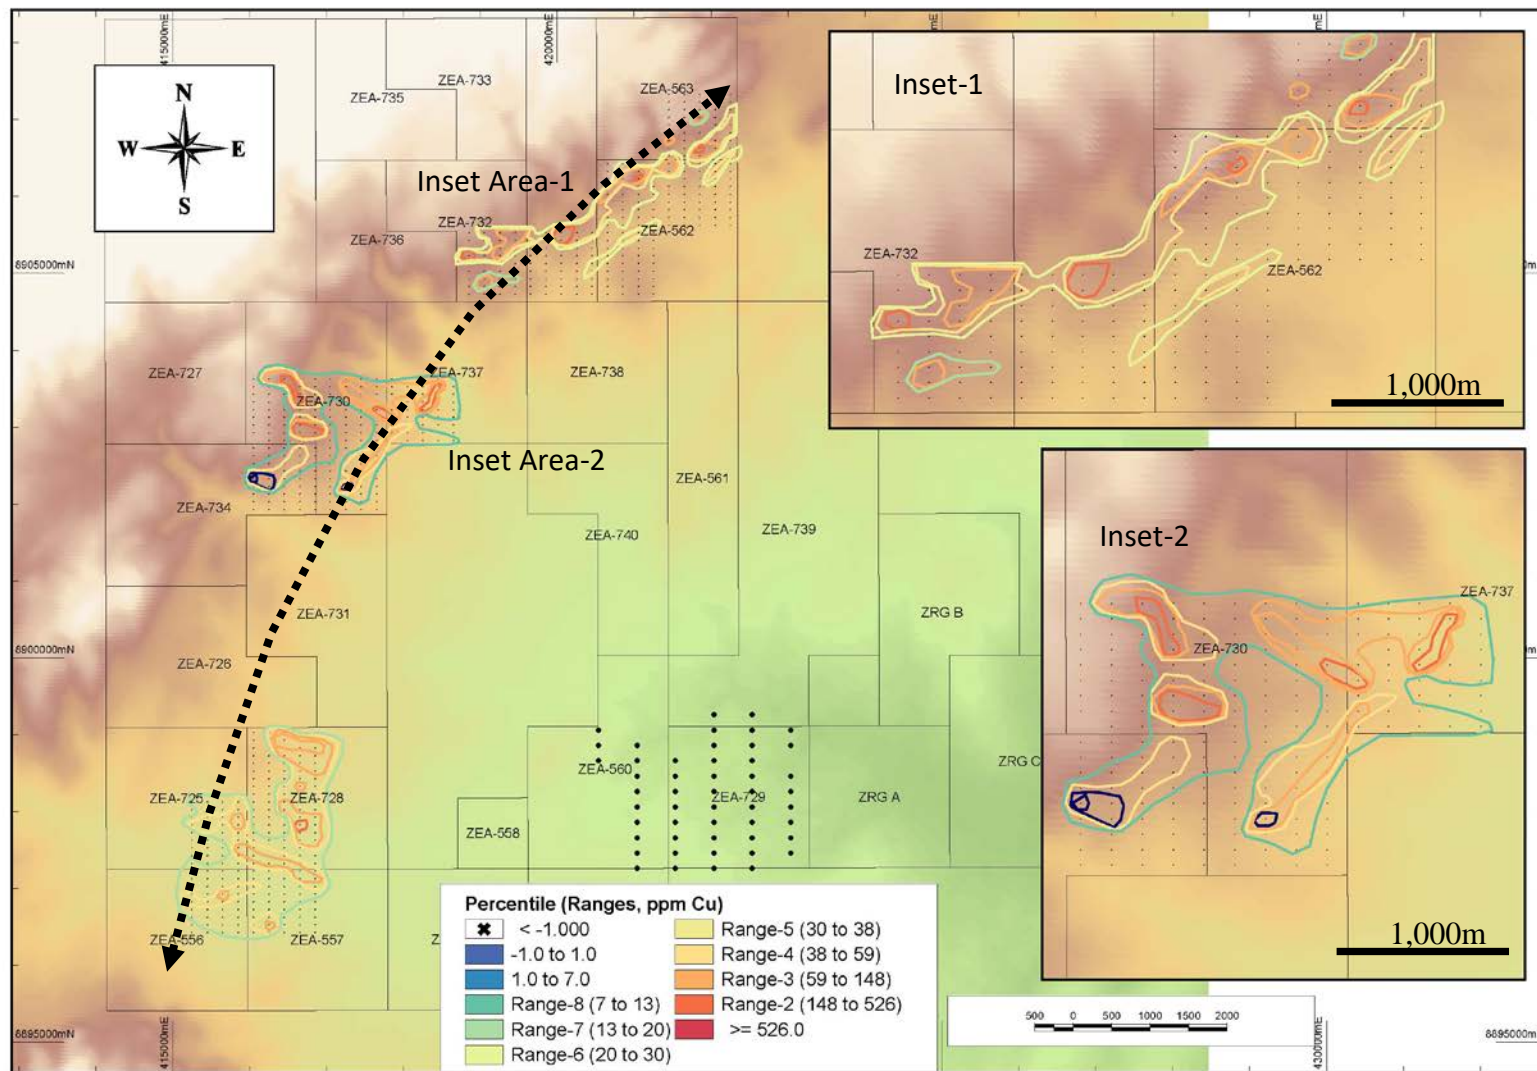 415000mE
420000mE
mE
mE
N
W
E
S
ZEA-733
ZEA-735
ZEA-563
Inset Area-1
ZEA-732
ZEA-736
ZEA-562
8905000mN
ZEA-727
ZEA-737
ZEA-738
ZEA-730
Inset Area-2
ZEA-561
ZEA-734
ZEA-740
ZEA-739
ZEA-731
ZRG B
8900000mN
ZEA-726
ZEA-560
ZRG C
ZEA-725
ZEA-728
ZEA-729
ZRG A
ZEA-558
ZEA-556
ZEA-557
8895000mN
415000mE
Inset-1
ZEA-732
ZEA-562
1,000m
Inset-2
ZEA-737
ZEA-730
1,000m
Percentile (Ranges, ppm Cu)
< -1.000
-1.0 to 1.0
1.0 to 7.0
Range-8 (7 to 13)
Range-7 (13 to 20)
Range-6 (20 to 30)
Range-5 (30 to 38)
Range-4 (38 to 59)
Range-3 (59 to 148)
Range-2 (148 to 526)
>= 526.0
500 0 500 1000 1500 2000
430000mE
8895000m